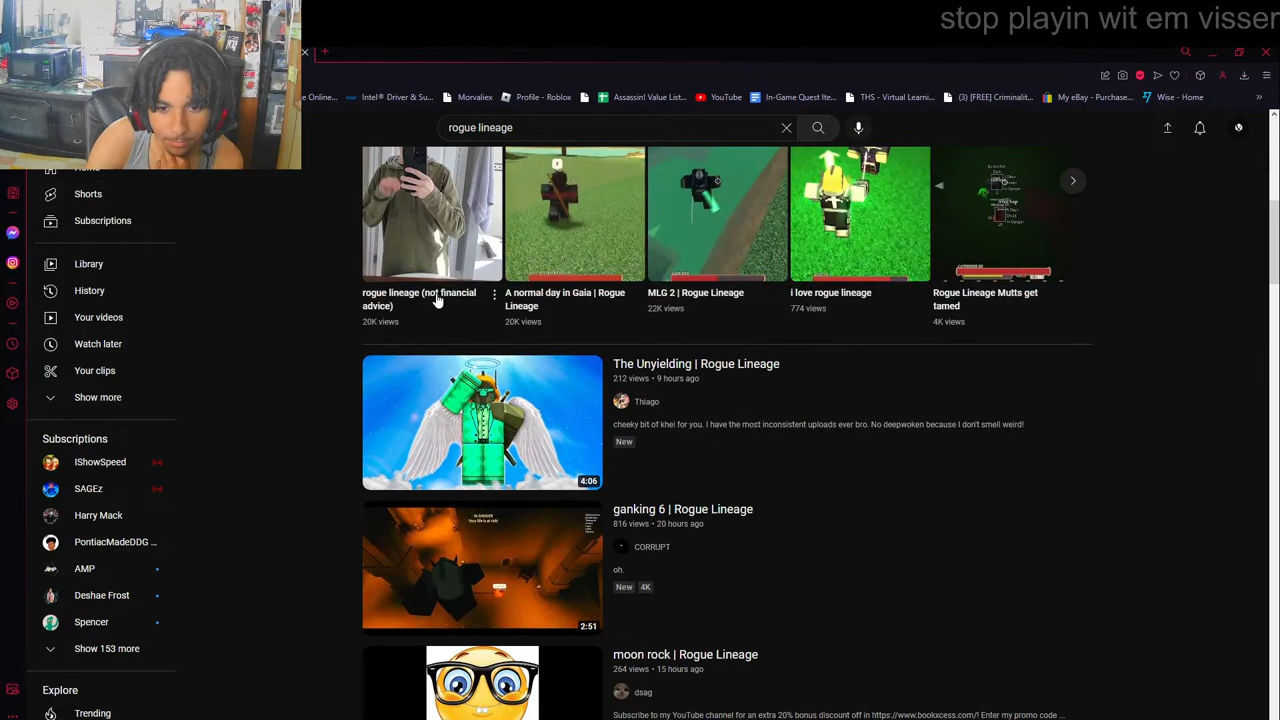 stop playin wit em visser
e Online...
Intel® Driver & Su...
Morvaliex
Profile - Roblox
Assassin! Value List...
YouTube
In-Game Quest Ite...
THS - Virtual Learni...
(3) [FREE] Criminalit...
My eBay - Purchase...
Wise - Home
rogue lineage
Shorts
Subscriptions
Library
History
Your videos
Watch later
Your clips
Show more
Subscriptions
IShowSpeed
SAGEz
Harry Mack
PontiacMadeDDG ...
AMP
Deshae Frost
Spencer
Show 153 more
Explore
Trending
rogue lineage (not financial
advice)
20K views
A normal day in Gaia | Rogue
Lineage
20K views
MLG 2 | Rogue Lineage
22K views
i love rogue lineage
774 views
Rogue Lineage Mutts get
tamed
4K views
4:06
The Unyielding | Rogue Lineage
212 views • 9 hours ago
Thiago
cheeky bit of khei for you. I have the most inconsistent uploads ever bro. No deepwoken because I don't smell weird!
New
2:51
ganking 6 | Rogue Lineage
816 views • 20 hours ago
CORRUPT
oh.
New
4K
moon rock | Rogue Lineage
264 views • 15 hours ago
dsag
Subscribe to my YouTube channel for an extra 20% bonus discount off in https://www.bookxcess.com/! Enter my promo code ...